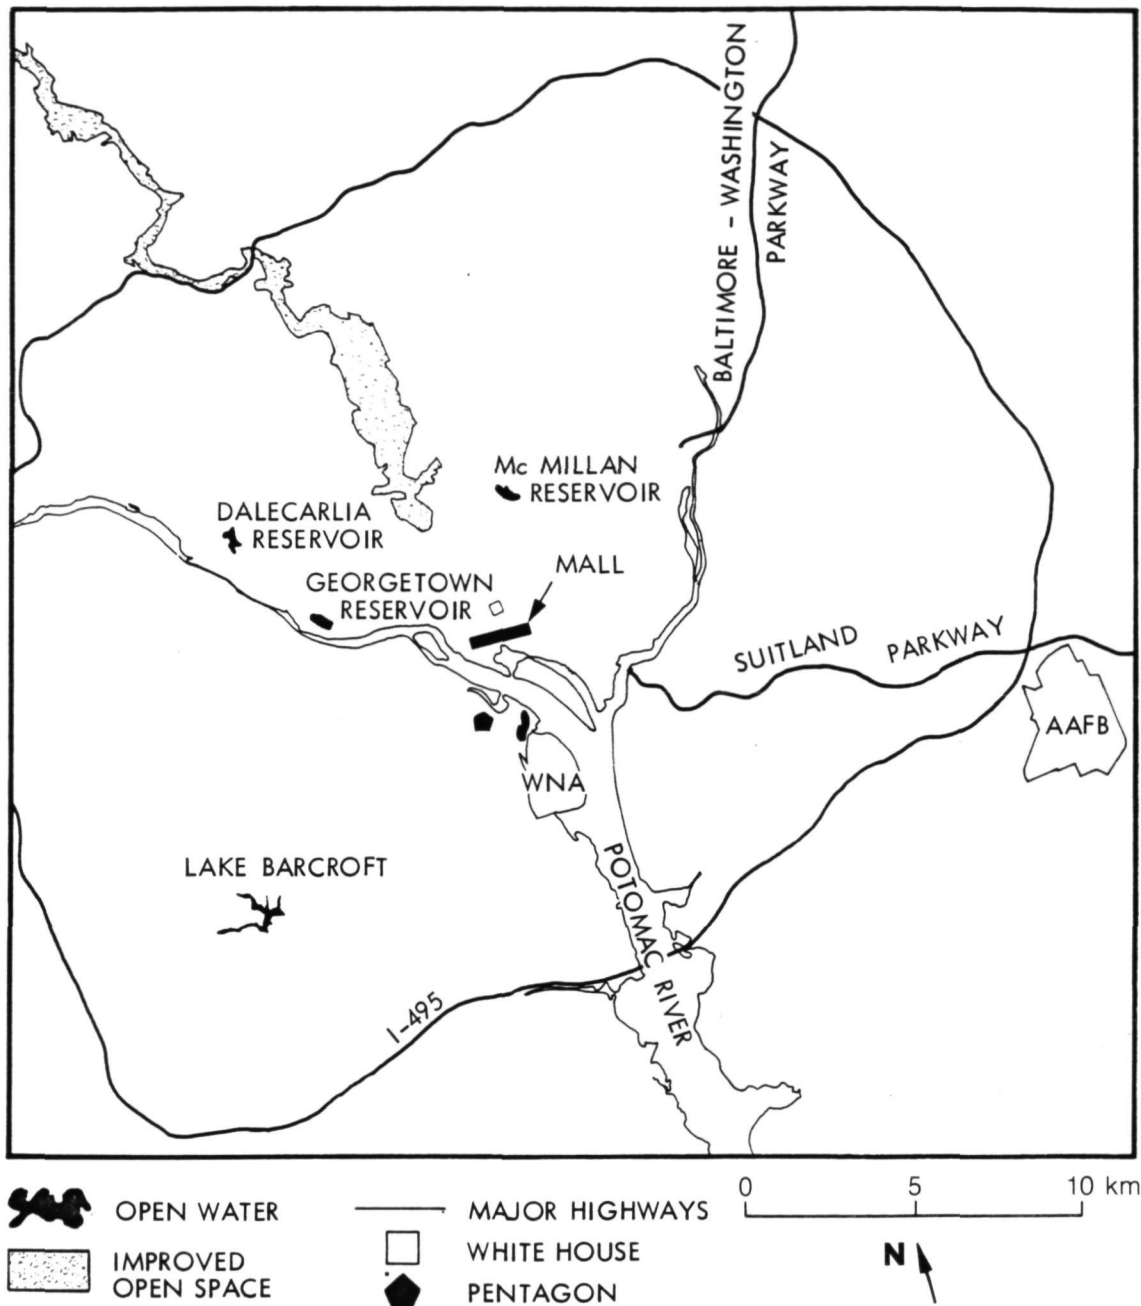 BALTIMORE - WASHINGTON
PARKWAY
Mc MILLAN
RESERVOIR
DALECARLIA
RESERVOIR
MALL
GEORGETOWN
RESERVOIR
SUITLAND PARKWAY
AAFB
WNA
POTOMAC RIVER
LAKE BARCROFT
I-495
OPEN WATER
IMPROVED
OPEN SPACE
MAJOR HIGHWAYS
WHITE HOUSE
PENTAGON
0 5 10 km
N